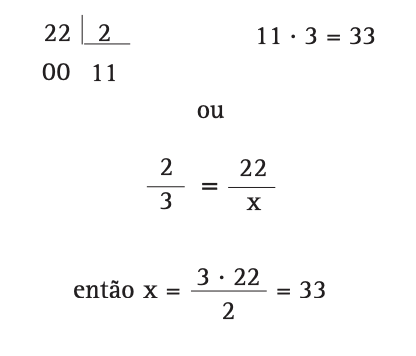 22 | 2 11 · 3 = 33
00 11
ou
2/3 = 22/x
então x = 3 · 22/2 = 33